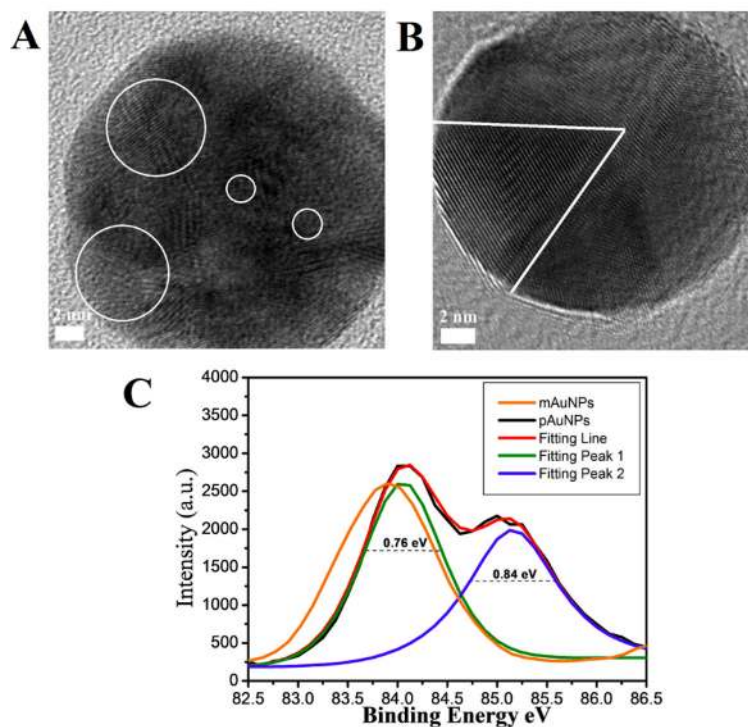 A
B
2 nm
2 nm
C
4000
3500
3000
2500
2000
1500
1000
500
0
Intensity (a.u.)
mAuNPs
pAuNPs
Fitting Line
Fitting Peak 1
Fitting Peak 2
0.76 eV
0.84 eV
82.5 83.0 83.5 84.0 84.5 85.0 85.5 86.0 86.5
Binding Energy eV